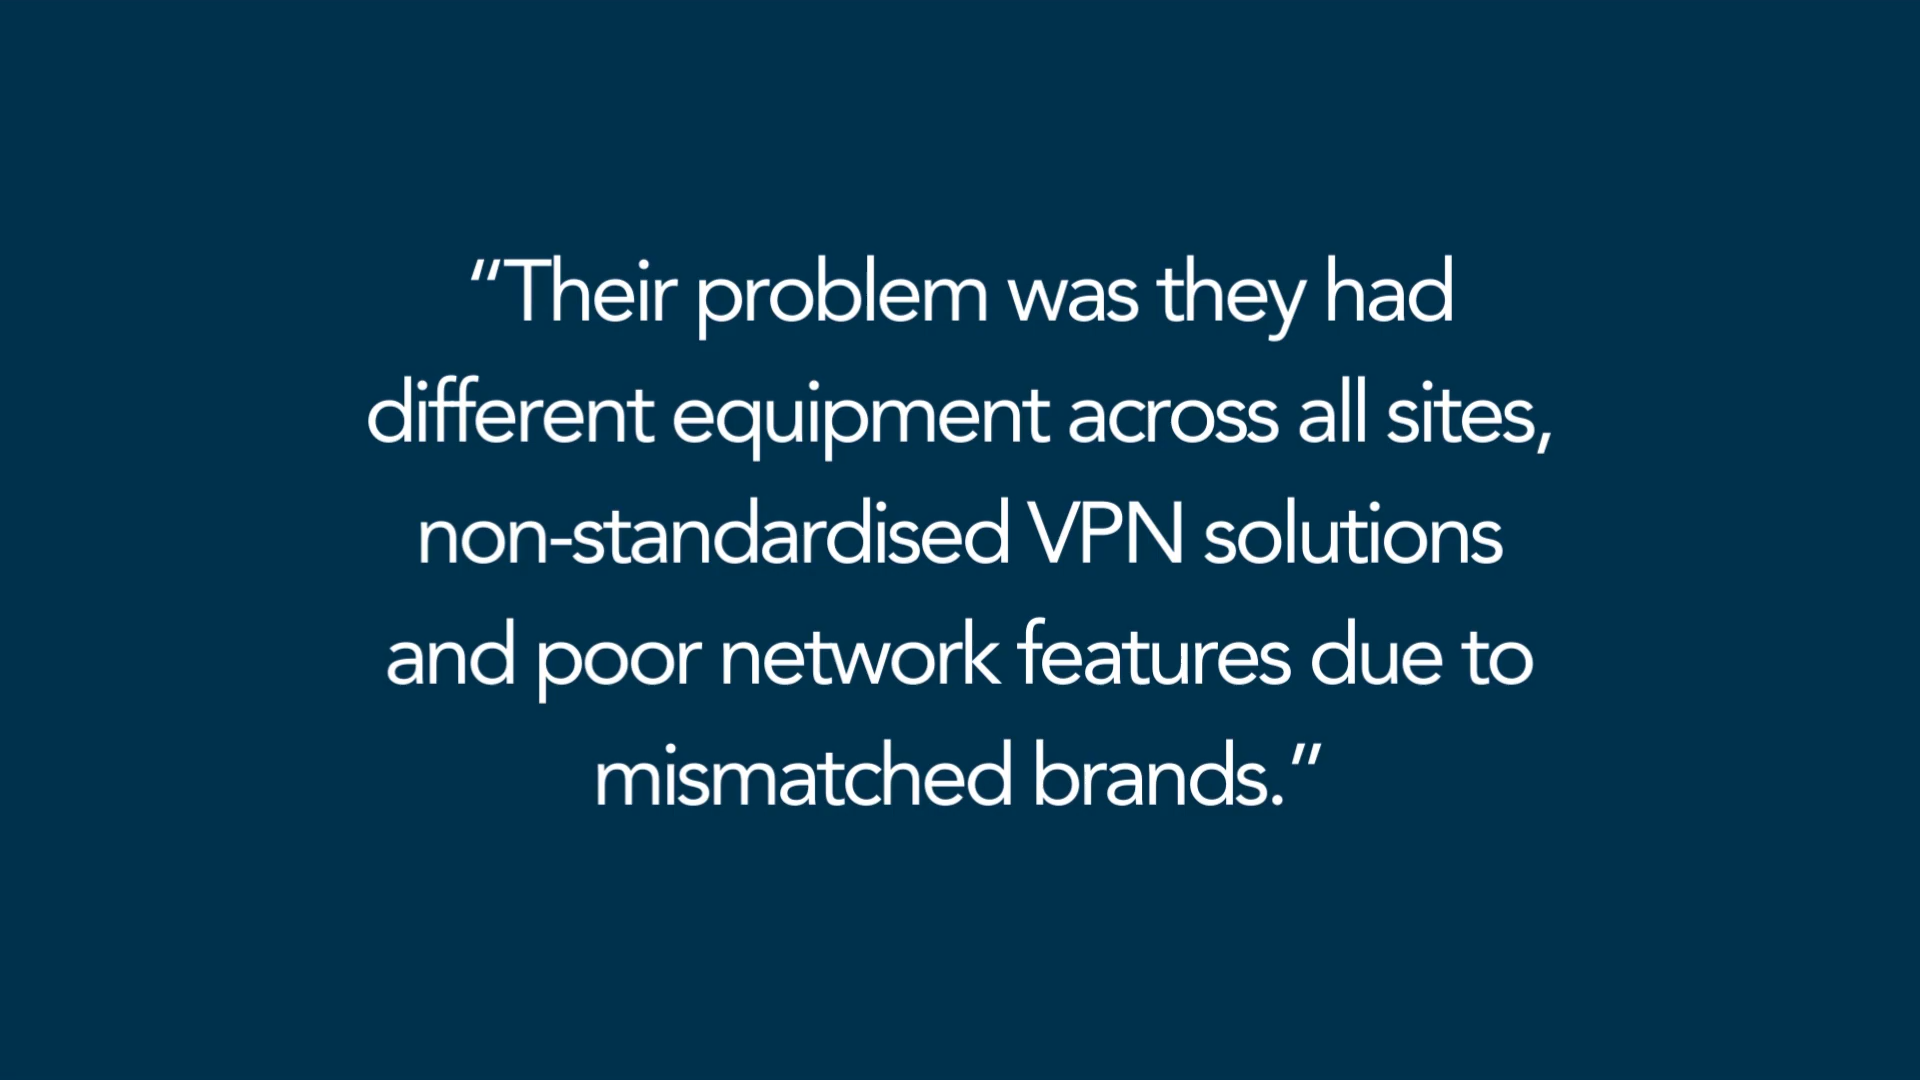 “Their problem was they had
different equipment across all sites,
non-standardised VPN solutions
and poor network features due to
mismatched brands.”